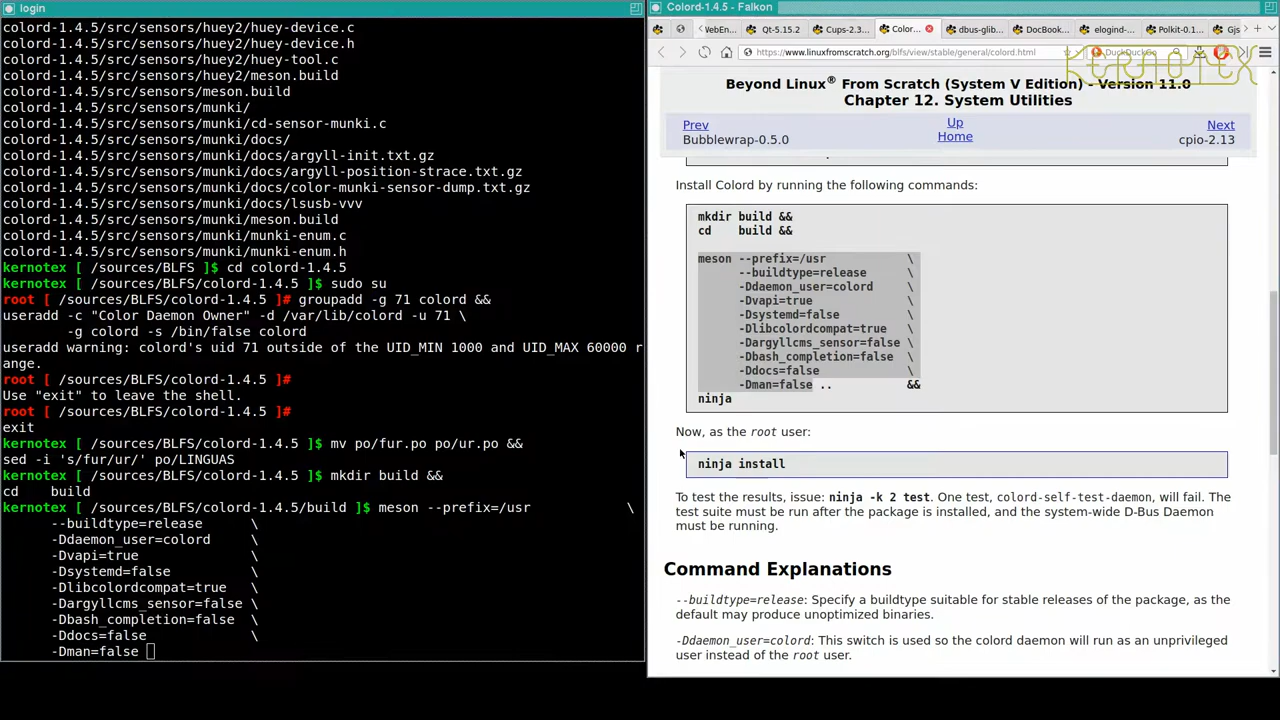 login
colord-1.4.5/src/sensors/huey2/huey-device.c
colord-1.4.5/src/sensors/huey2/huey-device.h
colord-1.4.5/src/sensors/huey2/huey-tool.c
colord-1.4.5/src/sensors/huey2/meson.build
colord-1.4.5/src/sensors/meson.build
colord-1.4.5/src/sensors/munki/
colord-1.4.5/src/sensors/munki/cd-sensor-munki.c
colord-1.4.5/src/sensors/munki/docs/
colord-1.4.5/src/sensors/munki/docs/argyll-init.txt.gz
colord-1.4.5/src/sensors/munki/docs/argyll-position-strace.txt.gz
colord-1.4.5/src/sensors/munki/docs/color-munki-sensor-dump.txt.gz
colord-1.4.5/src/sensors/munki/docs/lsusb-vvv
colord-1.4.5/src/sensors/munki/meson.build
colord-1.4.5/src/sensors/munki/munki-enum.c
colord-1.4.5/src/sensors/munki/munki-enum.h
kernotex [ /sources/BLFS ]$ cd colord-1.4.5
kernotex [ /sources/BLFS/colord-1.4.5 ]$ sudo su
root [ /sources/BLFS/colord-1.4.5 ]# groupadd -g 71 colord &&
useradd -c "Color Daemon Owner" -d /var/lib/colord -u 71 \
-g colord -s /bin/false colord
useradd warning: colord's uid 71 outside of the UID_MIN 1000 and UID_MAX 60000 r
ange.
root [ /sources/BLFS/colord-1.4.5 ]#
Use "exit" to leave the shell.
root [ /sources/BLFS/colord-1.4.5 ]#
exit
kernotex [ /sources/BLFS/colord-1.4.5 ]$ mv po/fur.po po/ur.po &&
sed -i 's/fur/ur/' po/LINGUAS
kernotex [ /sources/BLFS/colord-1.4.5 ]$ mkdir build &&
cd    build
kernotex [ /sources/BLFS/colord-1.4.5/build ]$ meson --prefix=/usr            \
--buildtype=release      \
-Ddaemon_user=colord     \
-Dvapi=true              \
-Dsystemd=false          \
-Dlibcolordcompat=true   \
-Dargyllcms_sensor=false \
-Dbash_completion=false  \
-Ddocs=false             \
-Dman=false
Colord-1.4.5 - Falkon
WebEn... Qt-5.15.2 Cups-2.3... Color... dbus-glib DocBook... elogind-... Polkit-0.1... Gjs
https://www.linuxfromscratch.org/blfs/view/stable/general/colord.html DuckDuckGo
KERNOTEX
Beyond Linux® From Scratch (System V Edition) - Version 11.0
Chapter 12. System Utilities
Prev Up Next
Bubblewrap-0.5.0 Home cpio-2.13
Install Colord by running the following commands:
mkdir build &&
cd    build &&
meson --prefix=/usr            \
--buildtype=release      \
-Ddaemon_user=colord     \
-Dvapi=true              \
-Dsystemd=false          \
-Dlibcolordcompat=true   \
-Dargyllcms_sensor=false \
-Dbash_completion=false  \
-Ddocs=false             \
-Dman=false ..           &&
ninja
Now, as the root user:
ninja install
To test the results, issue: ninja -k 2 test. One test, colord-self-test-daemon, will fail. The
test suite must be run after the package is installed, and the system-wide D-Bus Daemon
must be running.
Command Explanations
--buildtype=release: Specify a buildtype suitable for stable releases of the package, as the
default may produce unoptimized binaries.
-Ddaemon_user=colord: This switch is used so the colord daemon will run as an unprivileged
user instead of the root user.